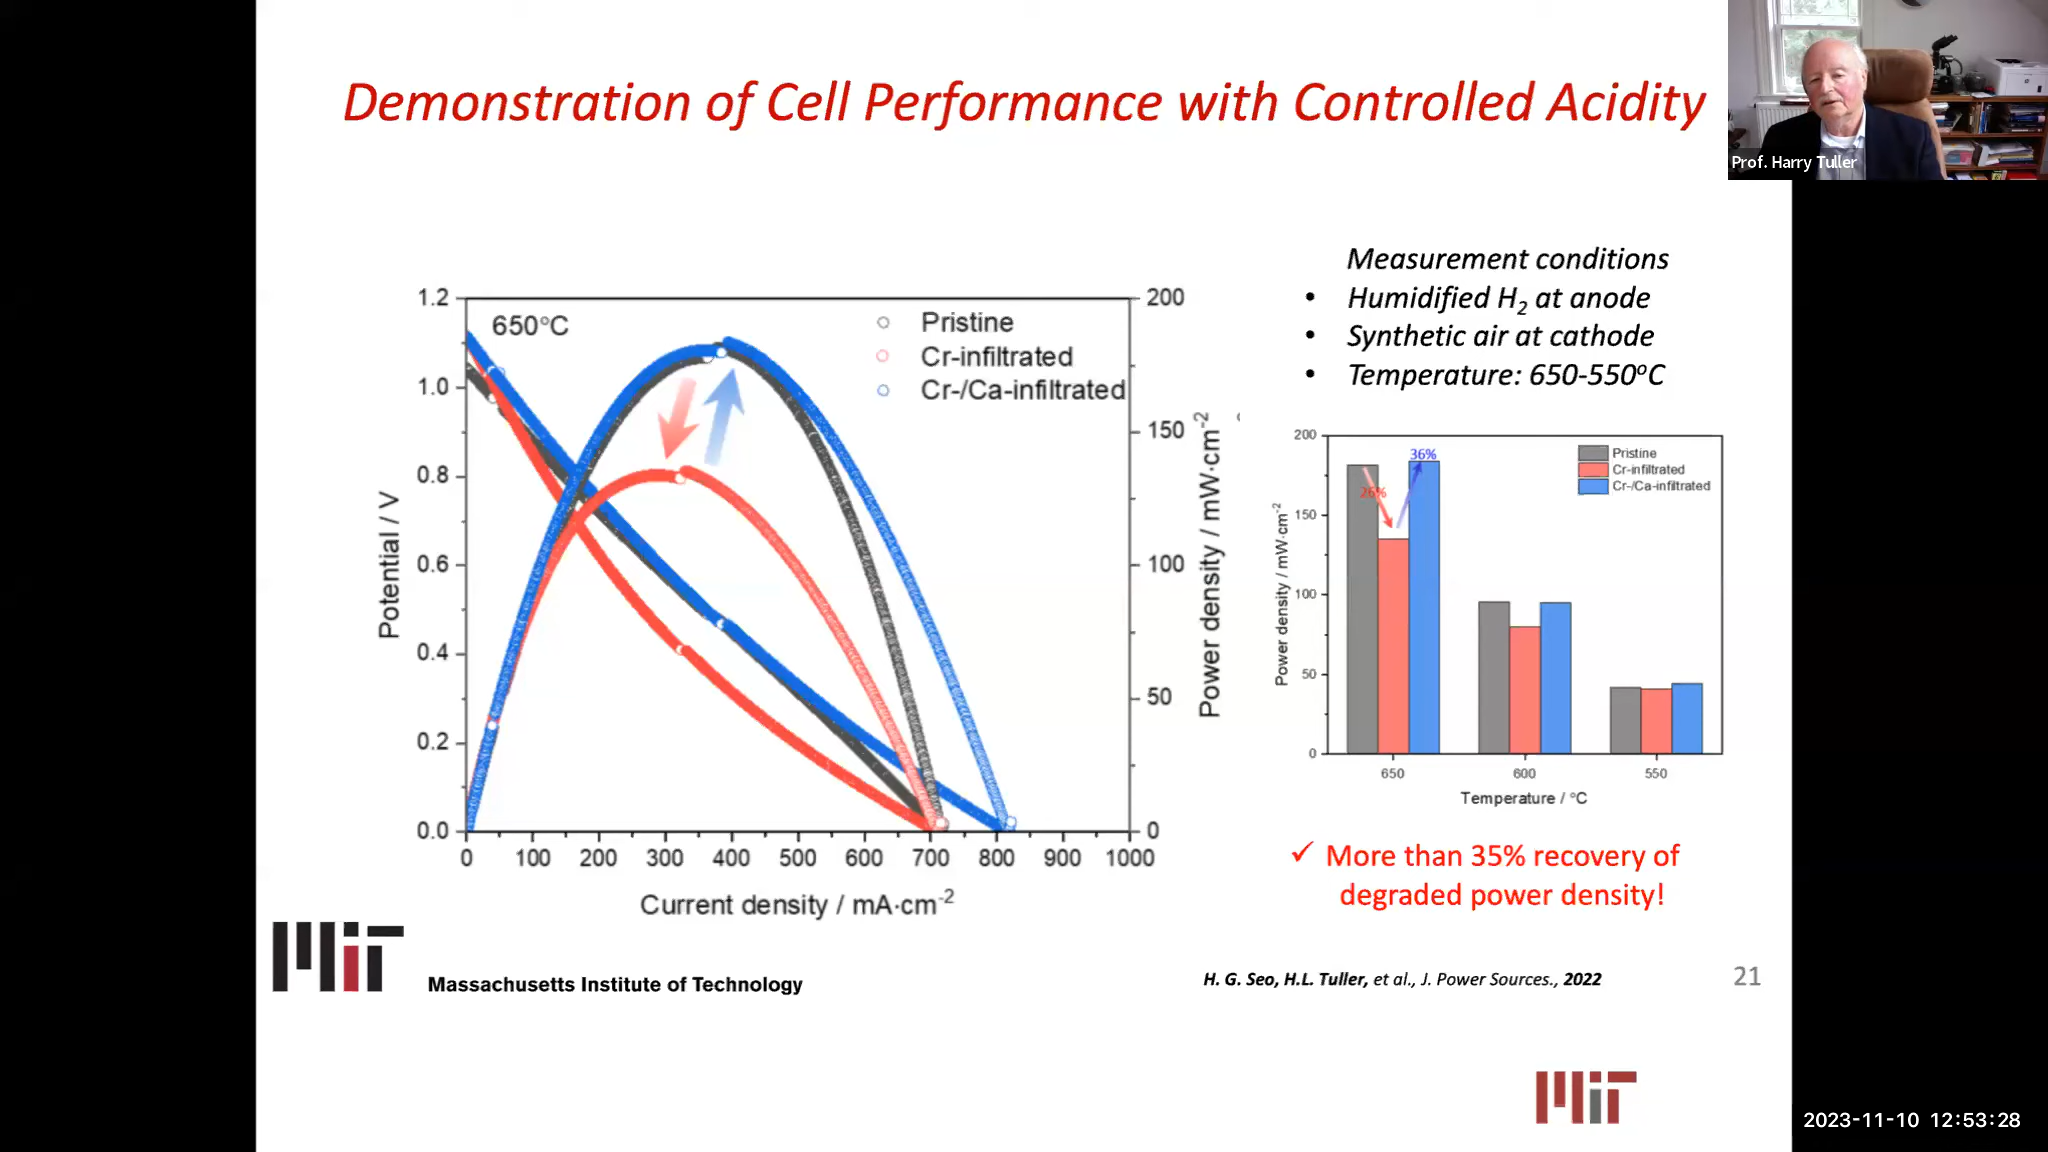 Demonstration of Cell Performance with Controlled Acidity
Prof. Harry Tuller
Measurement conditions
• Humidified H2 at anode
• Synthetic air at cathode
• Temperature: 650-550°C
650°C
Pristine
Cr-infiltrated
Cr-/Ca-infiltrated
1.2
1.0
0.8
0.6
0.4
0.2
0.0
Potential / V
200
150
100
50
0
Power density / mW·cm-2
0 100 200 300 400 500 600 700 800 900 1000
Current density / mA·cm-2
200
150
100
50
0
Power density / mW·cm-2
Pristine
Cr-infiltrated
Cr-/Ca-infiltrated
36%
26%
650 600 550
Temperature / °C
✓ More than 35% recovery of
degraded power density!
MIT
Massachusetts Institute of Technology
H. G. Seo, H.L. Tuller, et al., J. Power Sources., 2022
21
MIT
2023-11-10 12:53:28